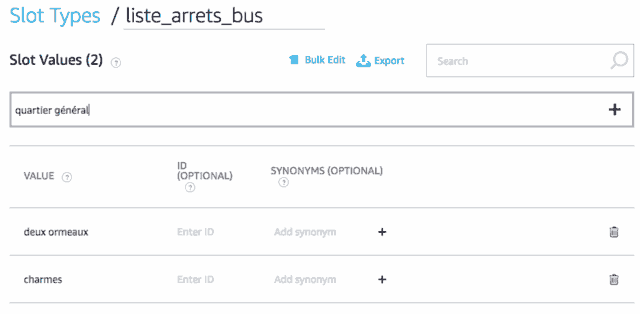 Slot Types / liste_arrets_bus
Slot Values (2) ? Bulk Edit Export Search
quartier général
VALUE ? ID (OPTIONAL) ? SYNONYMS (OPTIONAL) ?
deux ormeaux Enter ID Add synonym +
charmes Enter ID Add synonym +